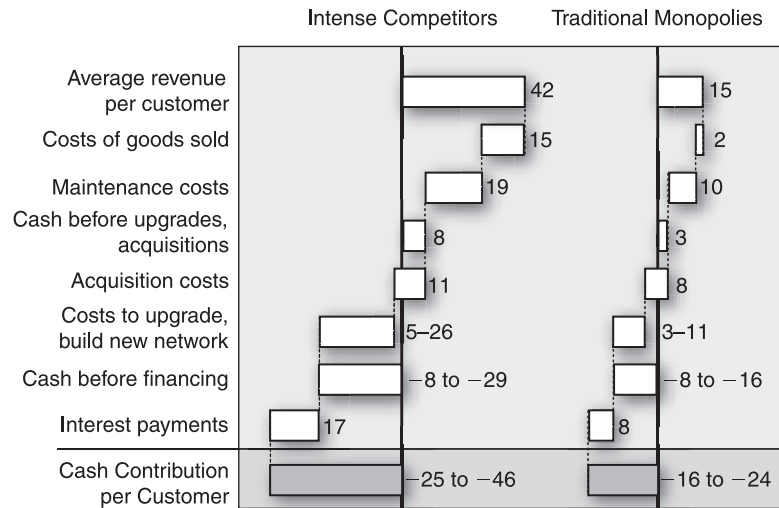 Intense Competitors Traditional Monopolies
Average revenue
per customer 42 15
Costs of goods sold 15 2
Maintenance costs 19 10
Cash before upgrades,
acquisitions 8 3
Acquisition costs 11 8
Costs to upgrade,
build new network 5–26 3–11
Cash before financing −8 to −29 −8 to −16
Interest payments 17 8
Cash Contribution
per Customer −25 to −46 −16 to −24